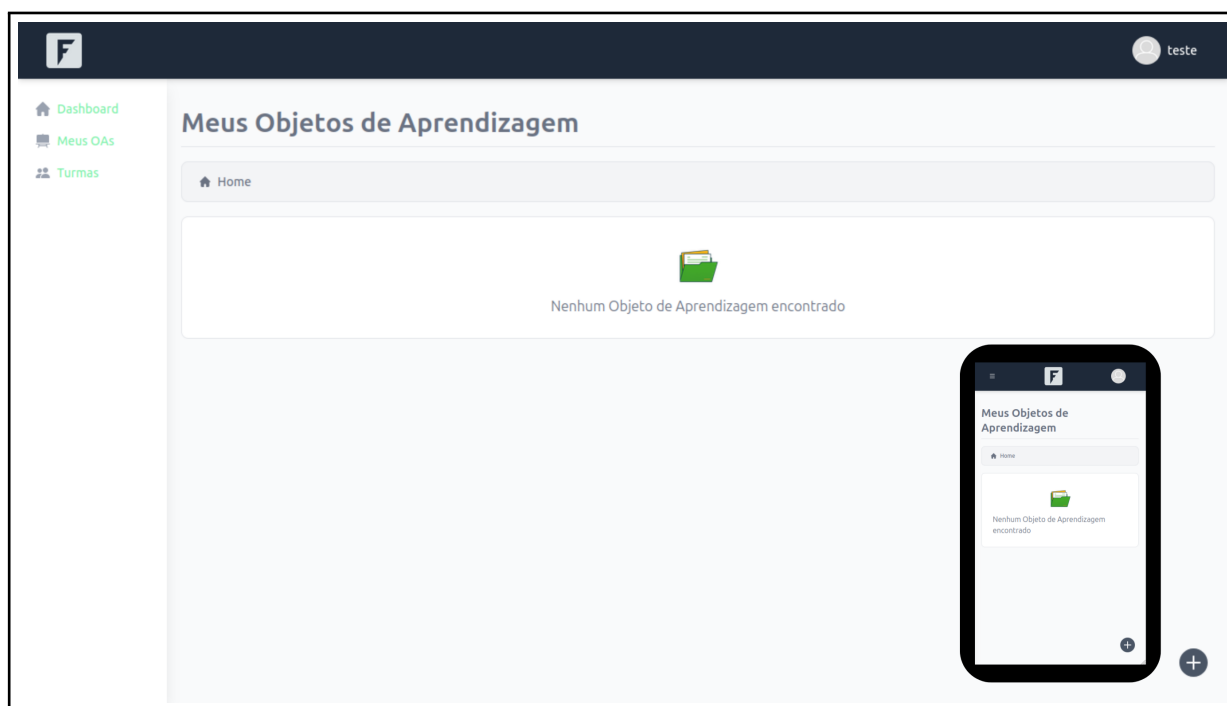 F
teste
Dashboard
Meus OAs
Turmas
Meus Objetos de Aprendizagem
Home
Nenhum Objeto de Aprendizagem encontrado
F
Meus Objetos de
Aprendizagem
Home
Nenhum Objeto de Aprendizagem
encontrado